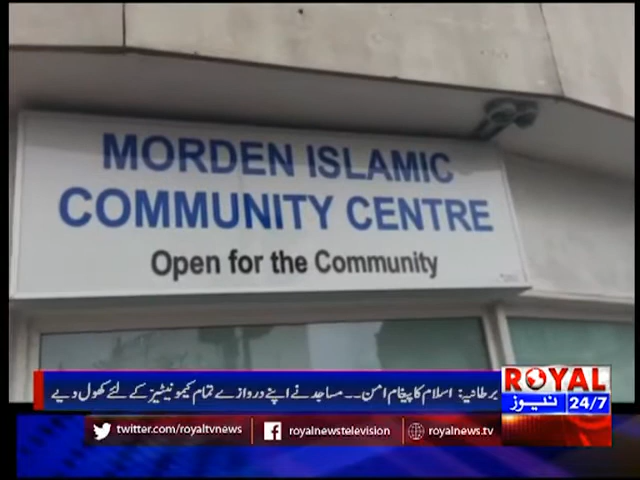 MORDEN ISLAMIC
COMMUNITY CENTRE
Open for the Community
برطانیہ: اسلام کا پیغام امن .. مساجد نے اپنے دروازے تمام کمیونیٹیز کے لئے کھول دیے
ROYAL
نیوز 24/7
twitter.com/royaltvnews
royalnewstelevision
royalnews.tv